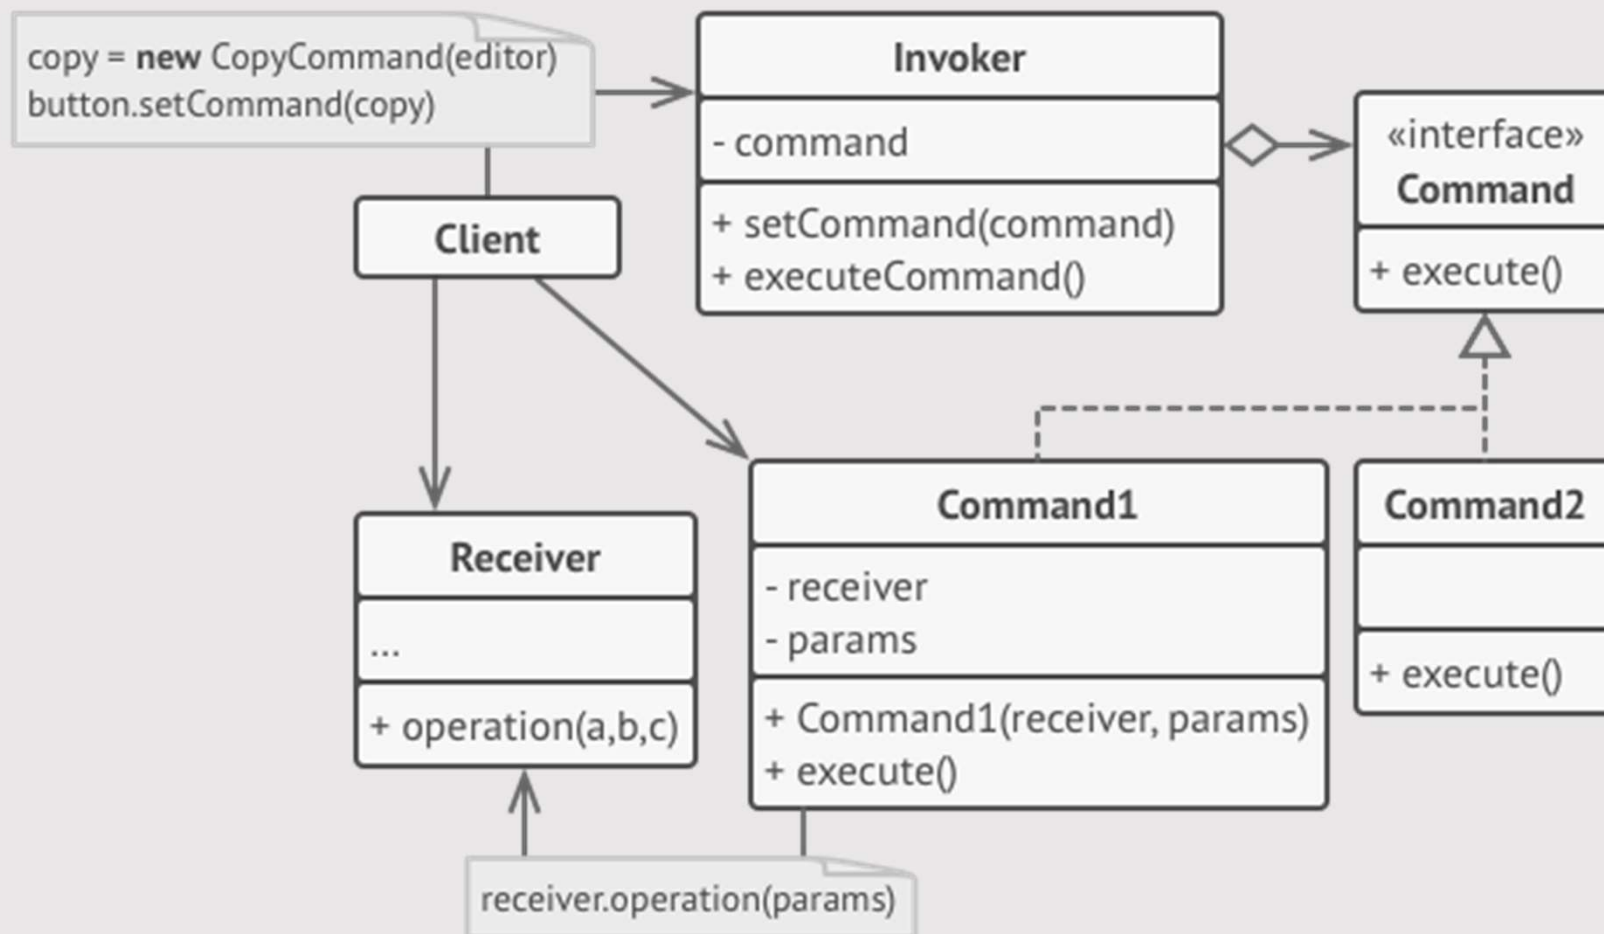 copy = new CopyCommand(editor)
button.setCommand(copy)
Client
Invoker
- command
+ setCommand(command)
+ executeCommand()
«interface»
Command
+ execute()
Receiver
...
+ operation(a,b,c)
Command1
- receiver
- params
+ Command1(receiver, params)
+ execute()
Command2
+ execute()
receiver.operation(params)